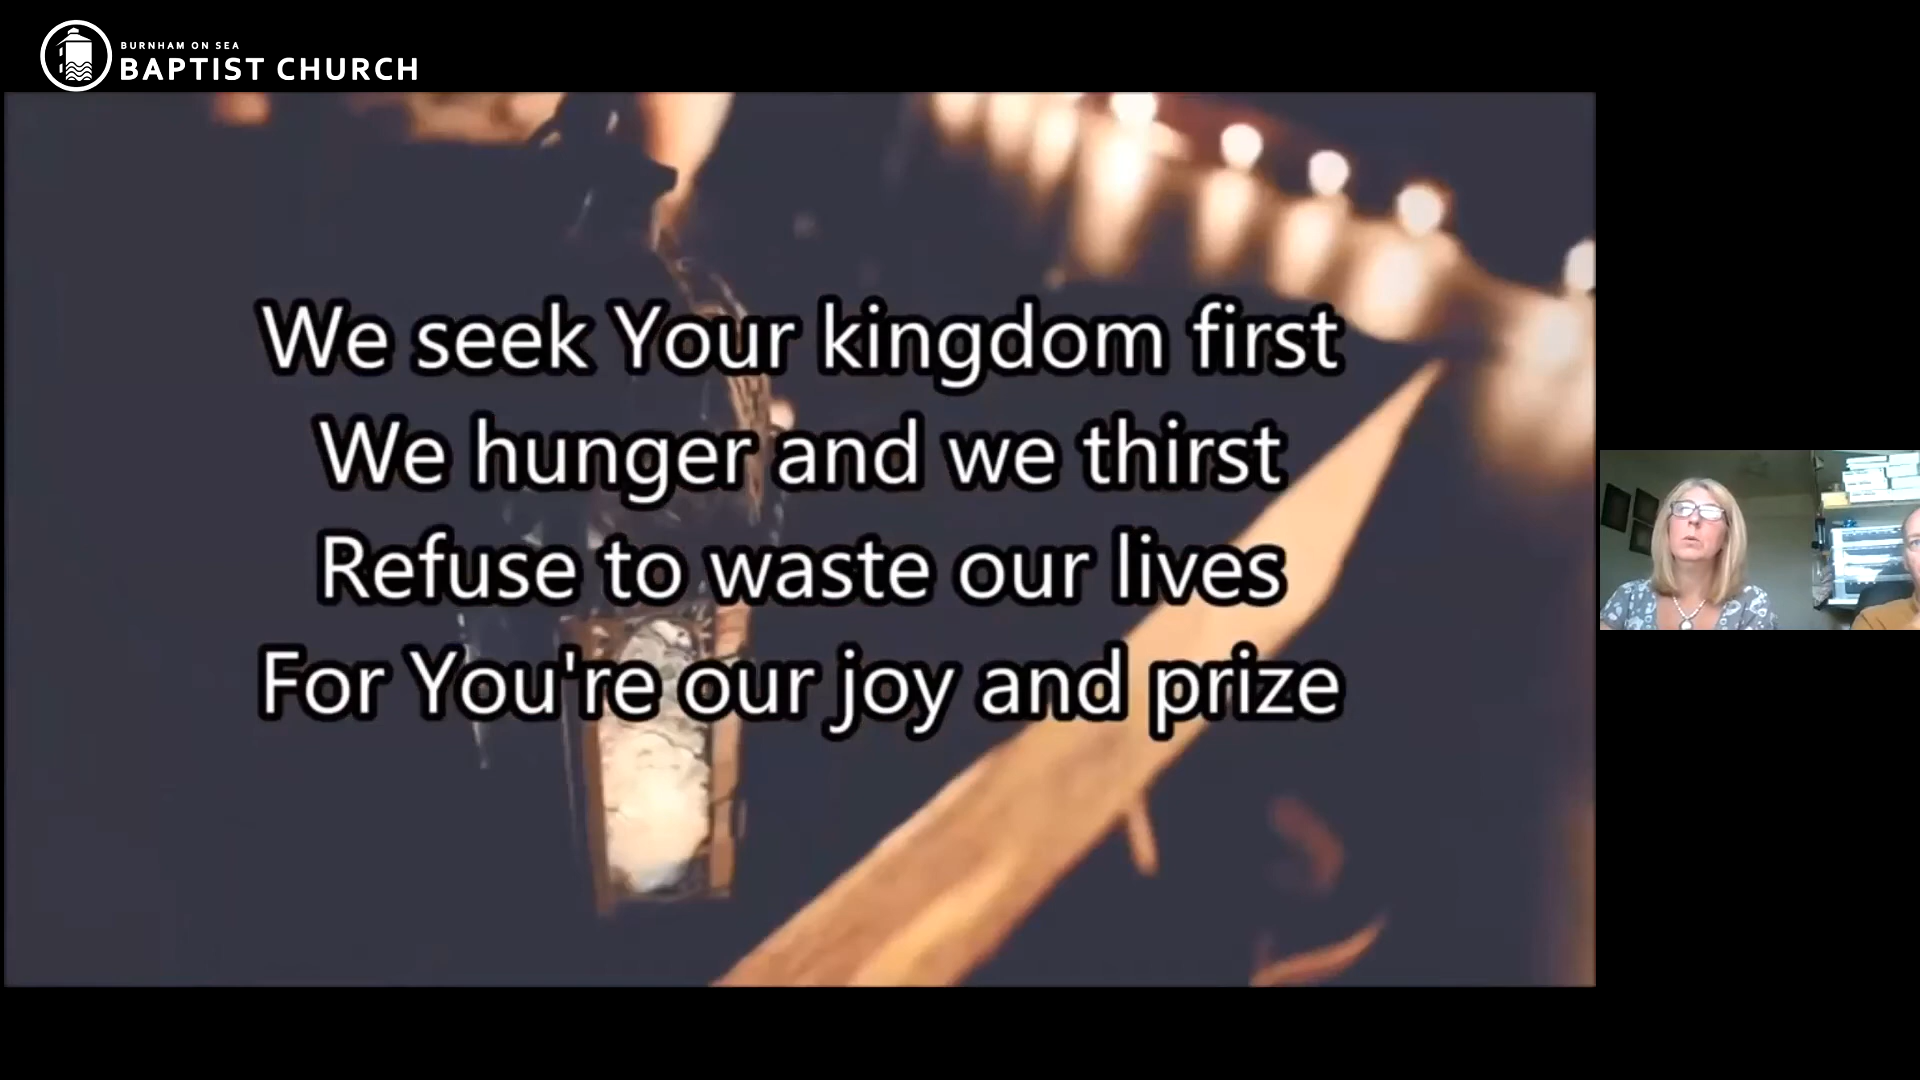 BURNHAM ON SEA
BAPTIST CHURCH
We seek Your kingdom first
We hunger and we thirst
Refuse to waste our lives
For You're our joy and prize